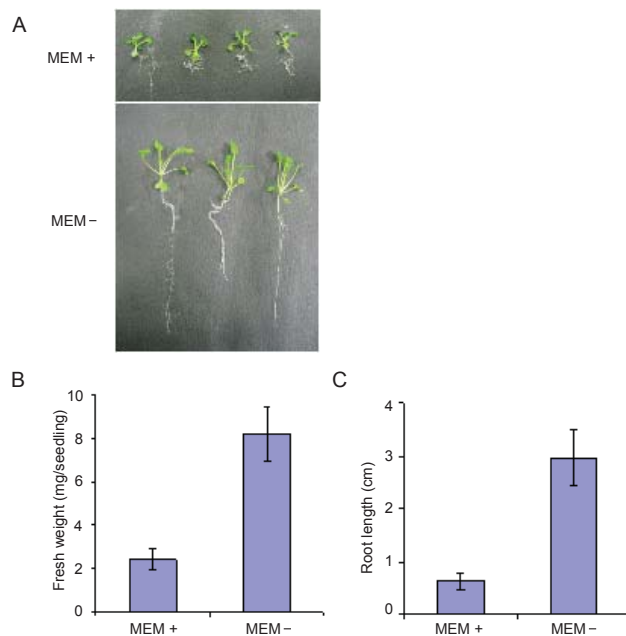 A
MEM +
MEM –
B
Fresh weight (mg/seedling)
10
8
6
4
2
0
MEM +
MEM –
C
Root length (cm)
4
3
2
1
0
MEM +
MEM –